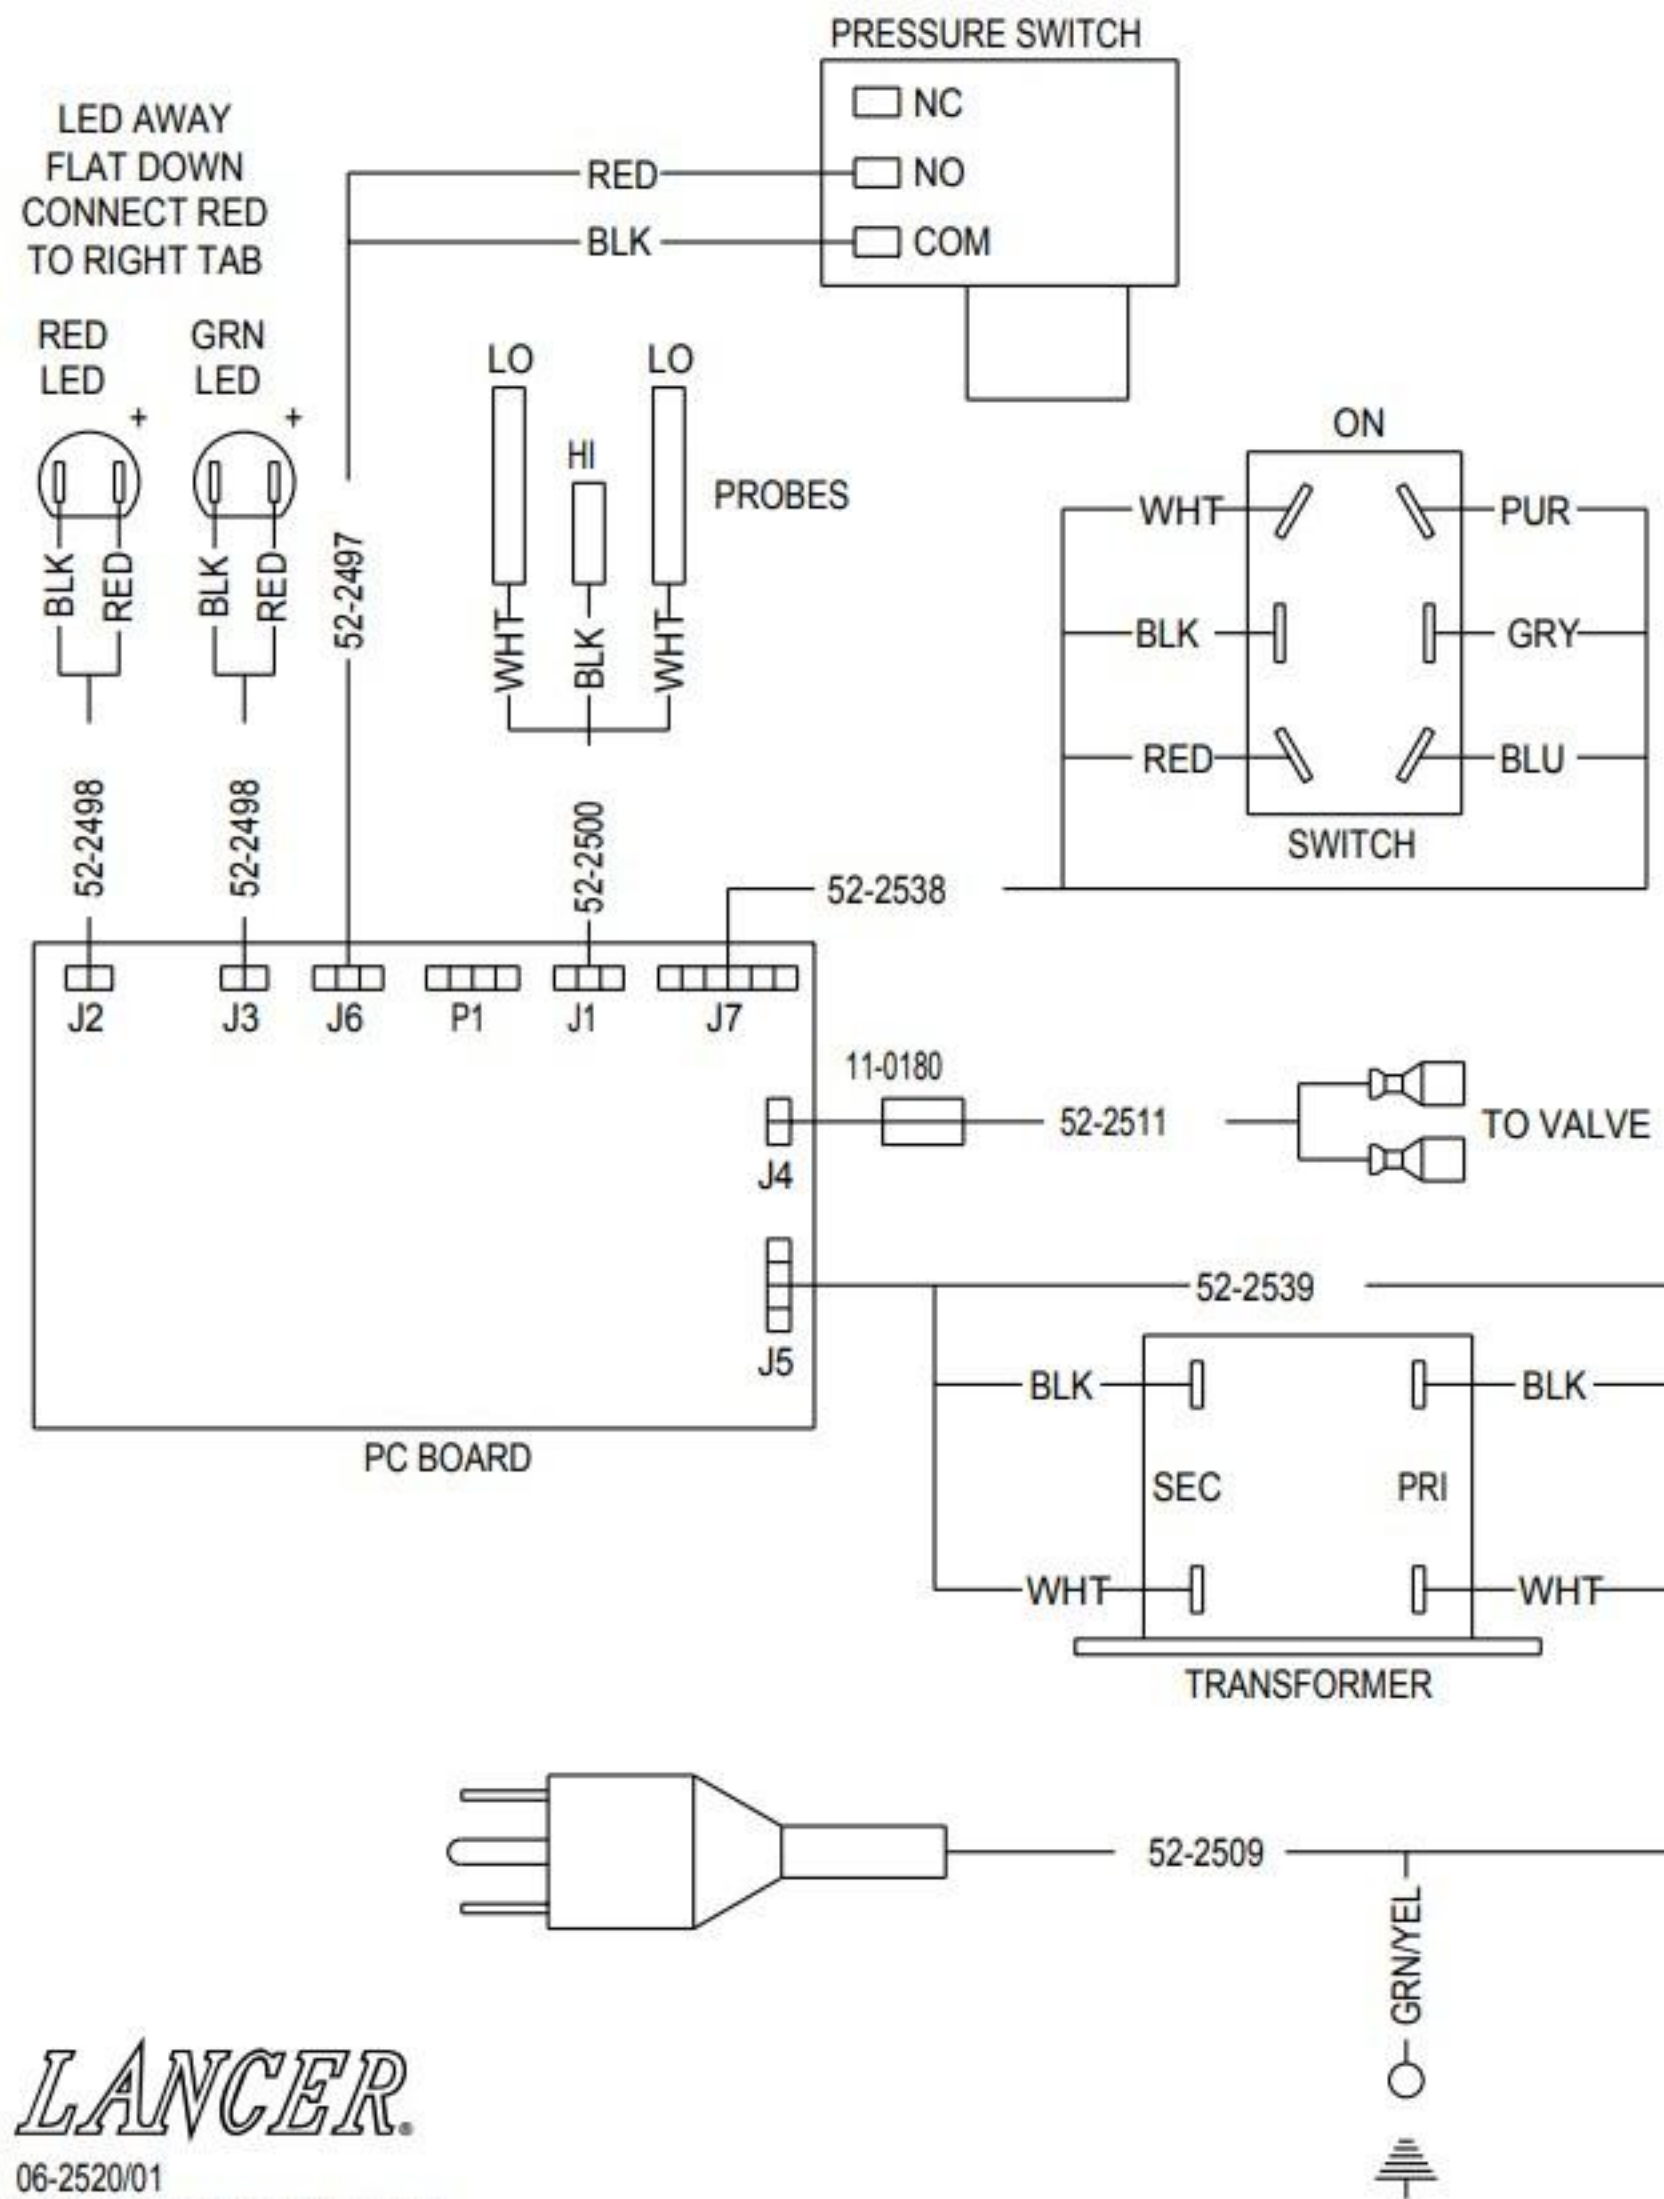 PRESSURE SWITCH
NC
NO
COM
RED
BLK
LED AWAY
FLAT DOWN
CONNECT RED
TO RIGHT TAB
RED
LED
+
GRN
LED
+
BLK
RED
BLK
RED
52-2497
LO
HI
LO
PROBES
WHT
BLK
WHT
ON
WHT
PUR
BLK
GRY
RED
BLU
SWITCH
52-2498
52-2498
52-2500
52-2538
J2
J3
J6
P1
J1
J7
11-0180
J4
52-2511
TO VALVE
J5
52-2539
PC BOARD
BLK
BLK
SEC
PRI
WHT
WHT
TRANSFORMER
52-2509
GRN/YEL
LANCER®
06-2520/01